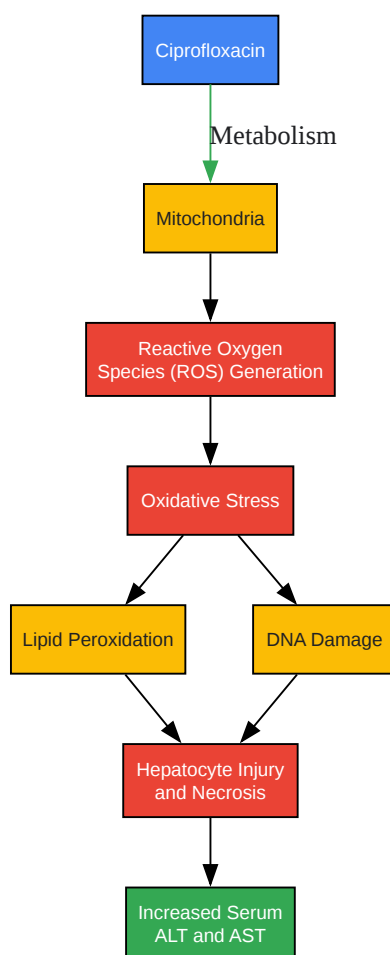 Ciprofloxacin
Metabolism
Mitochondria
Reactive Oxygen
Species (ROS) Generation
Oxidative Stress
Lipid Peroxidation
DNA Damage
Hepatocyte Injury
and Necrosis
Increased Serum
ALT and AST